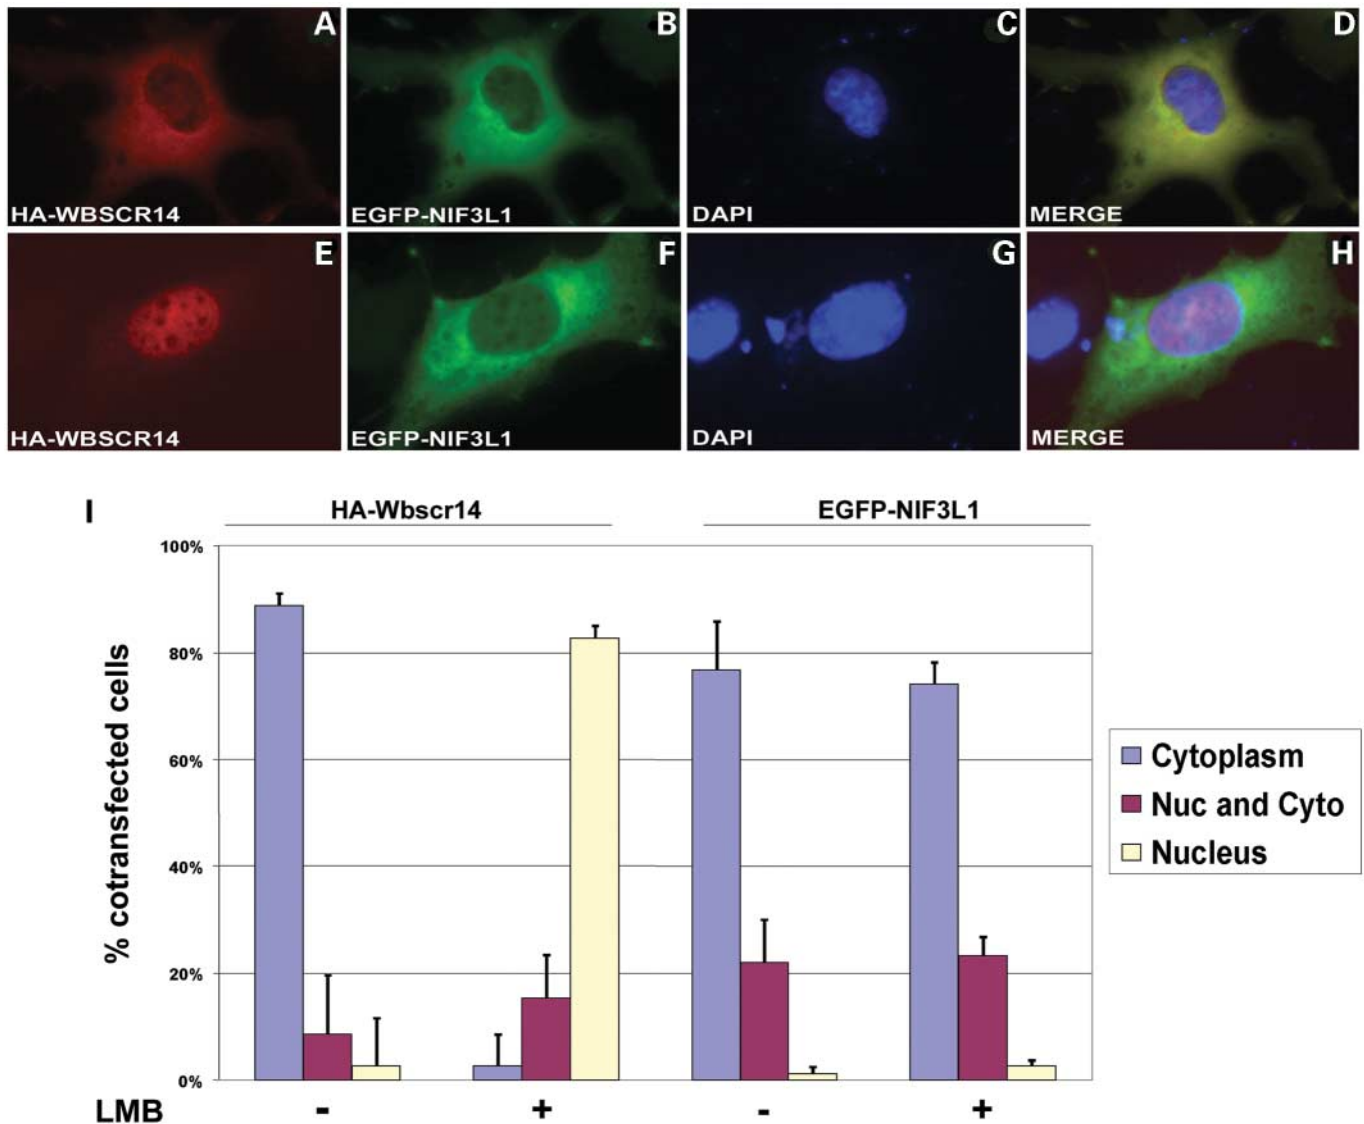 A B C D
HA-WBSCR14 EGFP-NIF3L1 DAPI MERGE
E F G H
HA-WBSCR14 EGFP-NIF3L1 DAPI MERGE
I HA-Wbscr14 EGFP-NIF3L1
% cotransfected cells
100%
80%
60%
40%
20%
0%
LMB - + - +
Cytoplasm
Nuc and Cyto
Nucleus